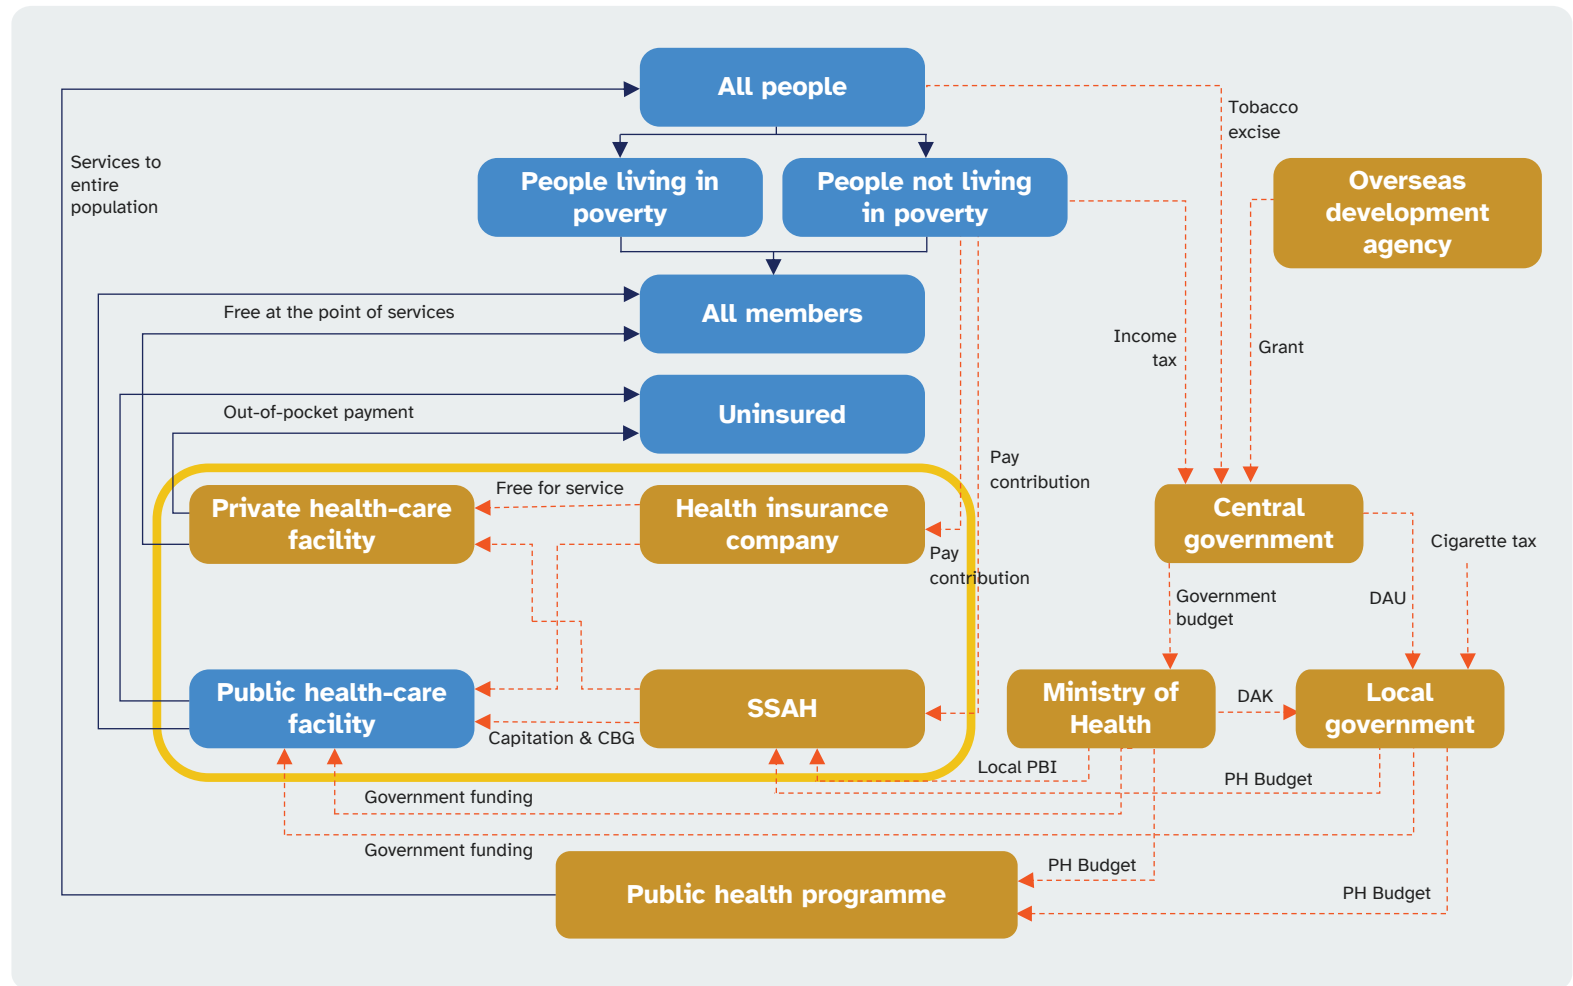 All people
Tobacco
excise
Services to
entire
population
People living in
poverty
People not living
in poverty
Overseas
development
agency
All members
Free at the point of services
Income
tax
Grant
Uninsured
Out-of-pocket payment
Pay
contribution
Private health-care
facility
Free for service
Health insurance
company
Pay
contribution
Central
government
Cigarette tax
Government
budget
DAU
Public health-care
facility
Capitation & CBG
SSAH
Ministry of
Health
DAK
Local
government
Local PBI
PH Budget
Government funding
Government funding
Public health programme
PH Budget
PH Budget